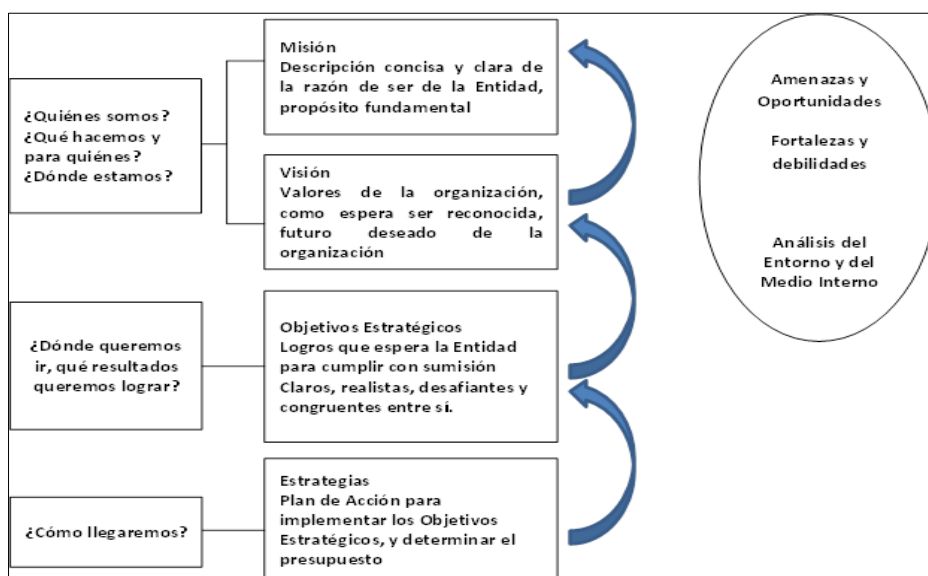 ¿Quiénes somos?
¿Qué hacemos y
para quiénes?
¿Dónde estamos?
Misión
Descripción concisa y clara de
la razón de ser de la Entidad,
propósito fundamental
Visión
Valores de la organización,
como espera ser reconocida,
futuro deseado de la
organización
¿Dónde queremos
ir, qué resultados
queremos lograr?
Objetivos Estratégicos
Logros que espera la Entidad
para cumplir con sumisión
Claros, realistas, desafiantes y
congruentes entre sí.
¿Cómo llegaremos?
Estrategias
Plan de Acción para
implementar los Objetivos
Estratégicos, y determinar el
presupuesto
Amenazas y
Oportunidades
Fortalezas y
debilidades
Análisis del
Entorno y del
Medio Interno